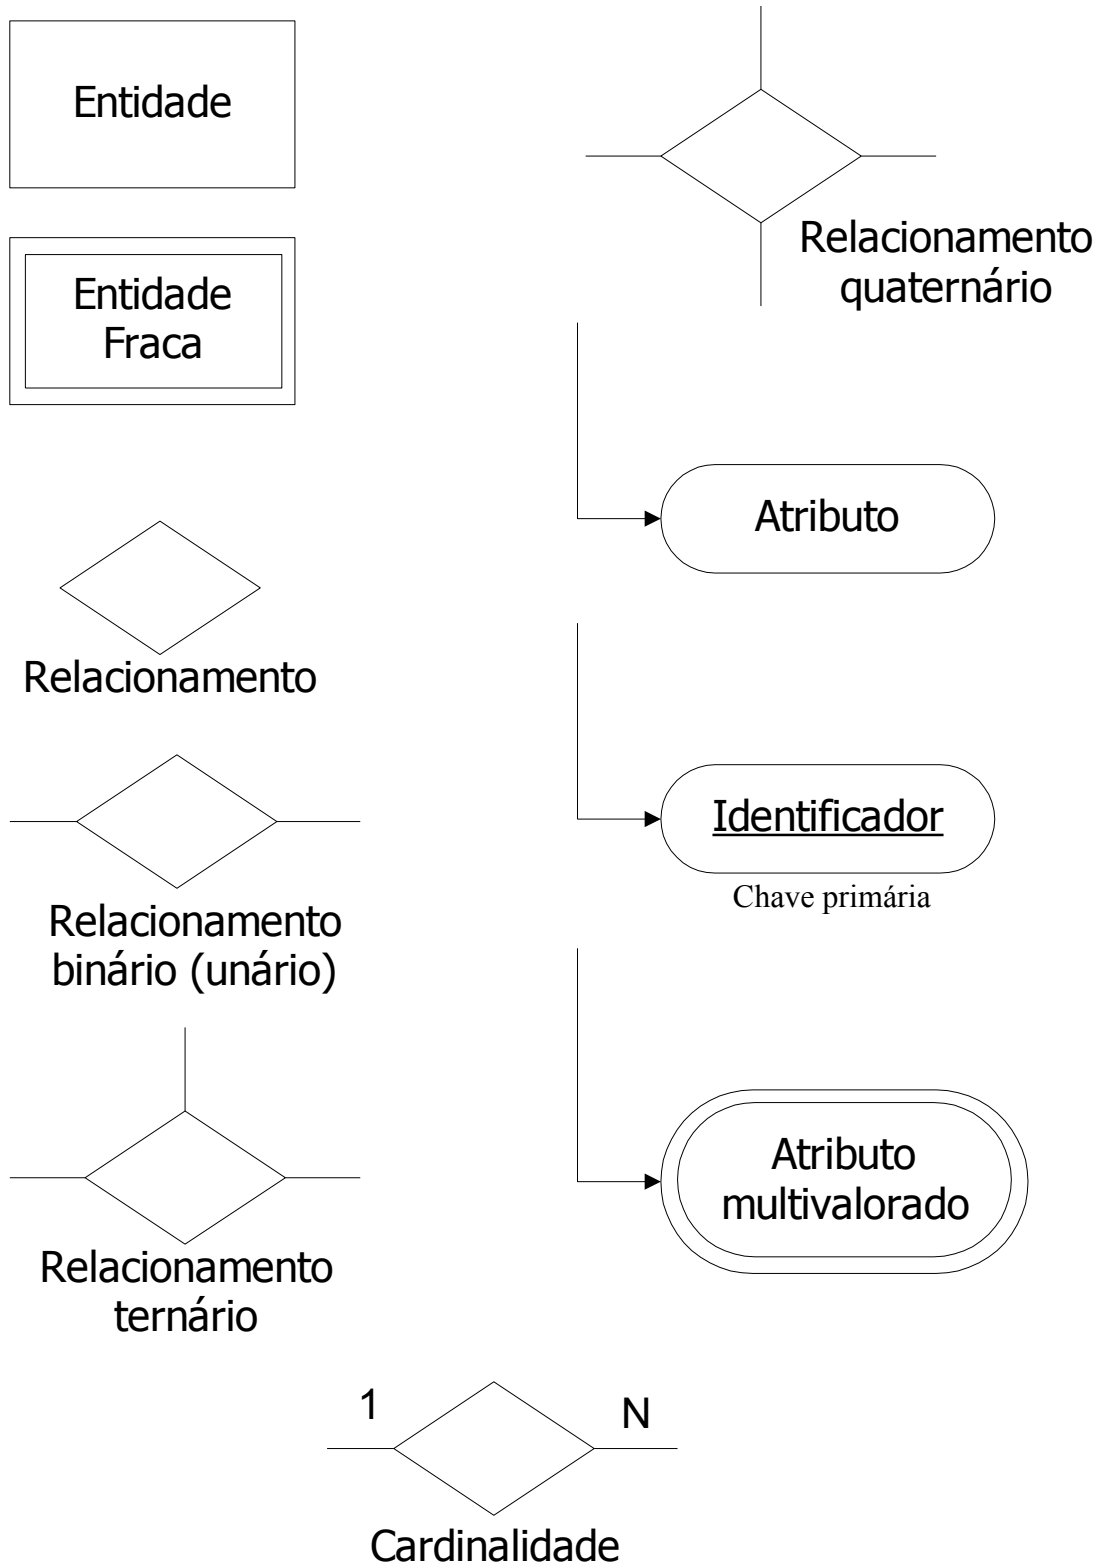 Entidade
Entidade
Fraca
Relacionamento
Relacionamento
binário (unário)
Relacionamento
ternário
Relacionamento
quaternário
Atributo
Identificador
Chave primária
Atributo
multivalorado
1
N
Cardinalidade